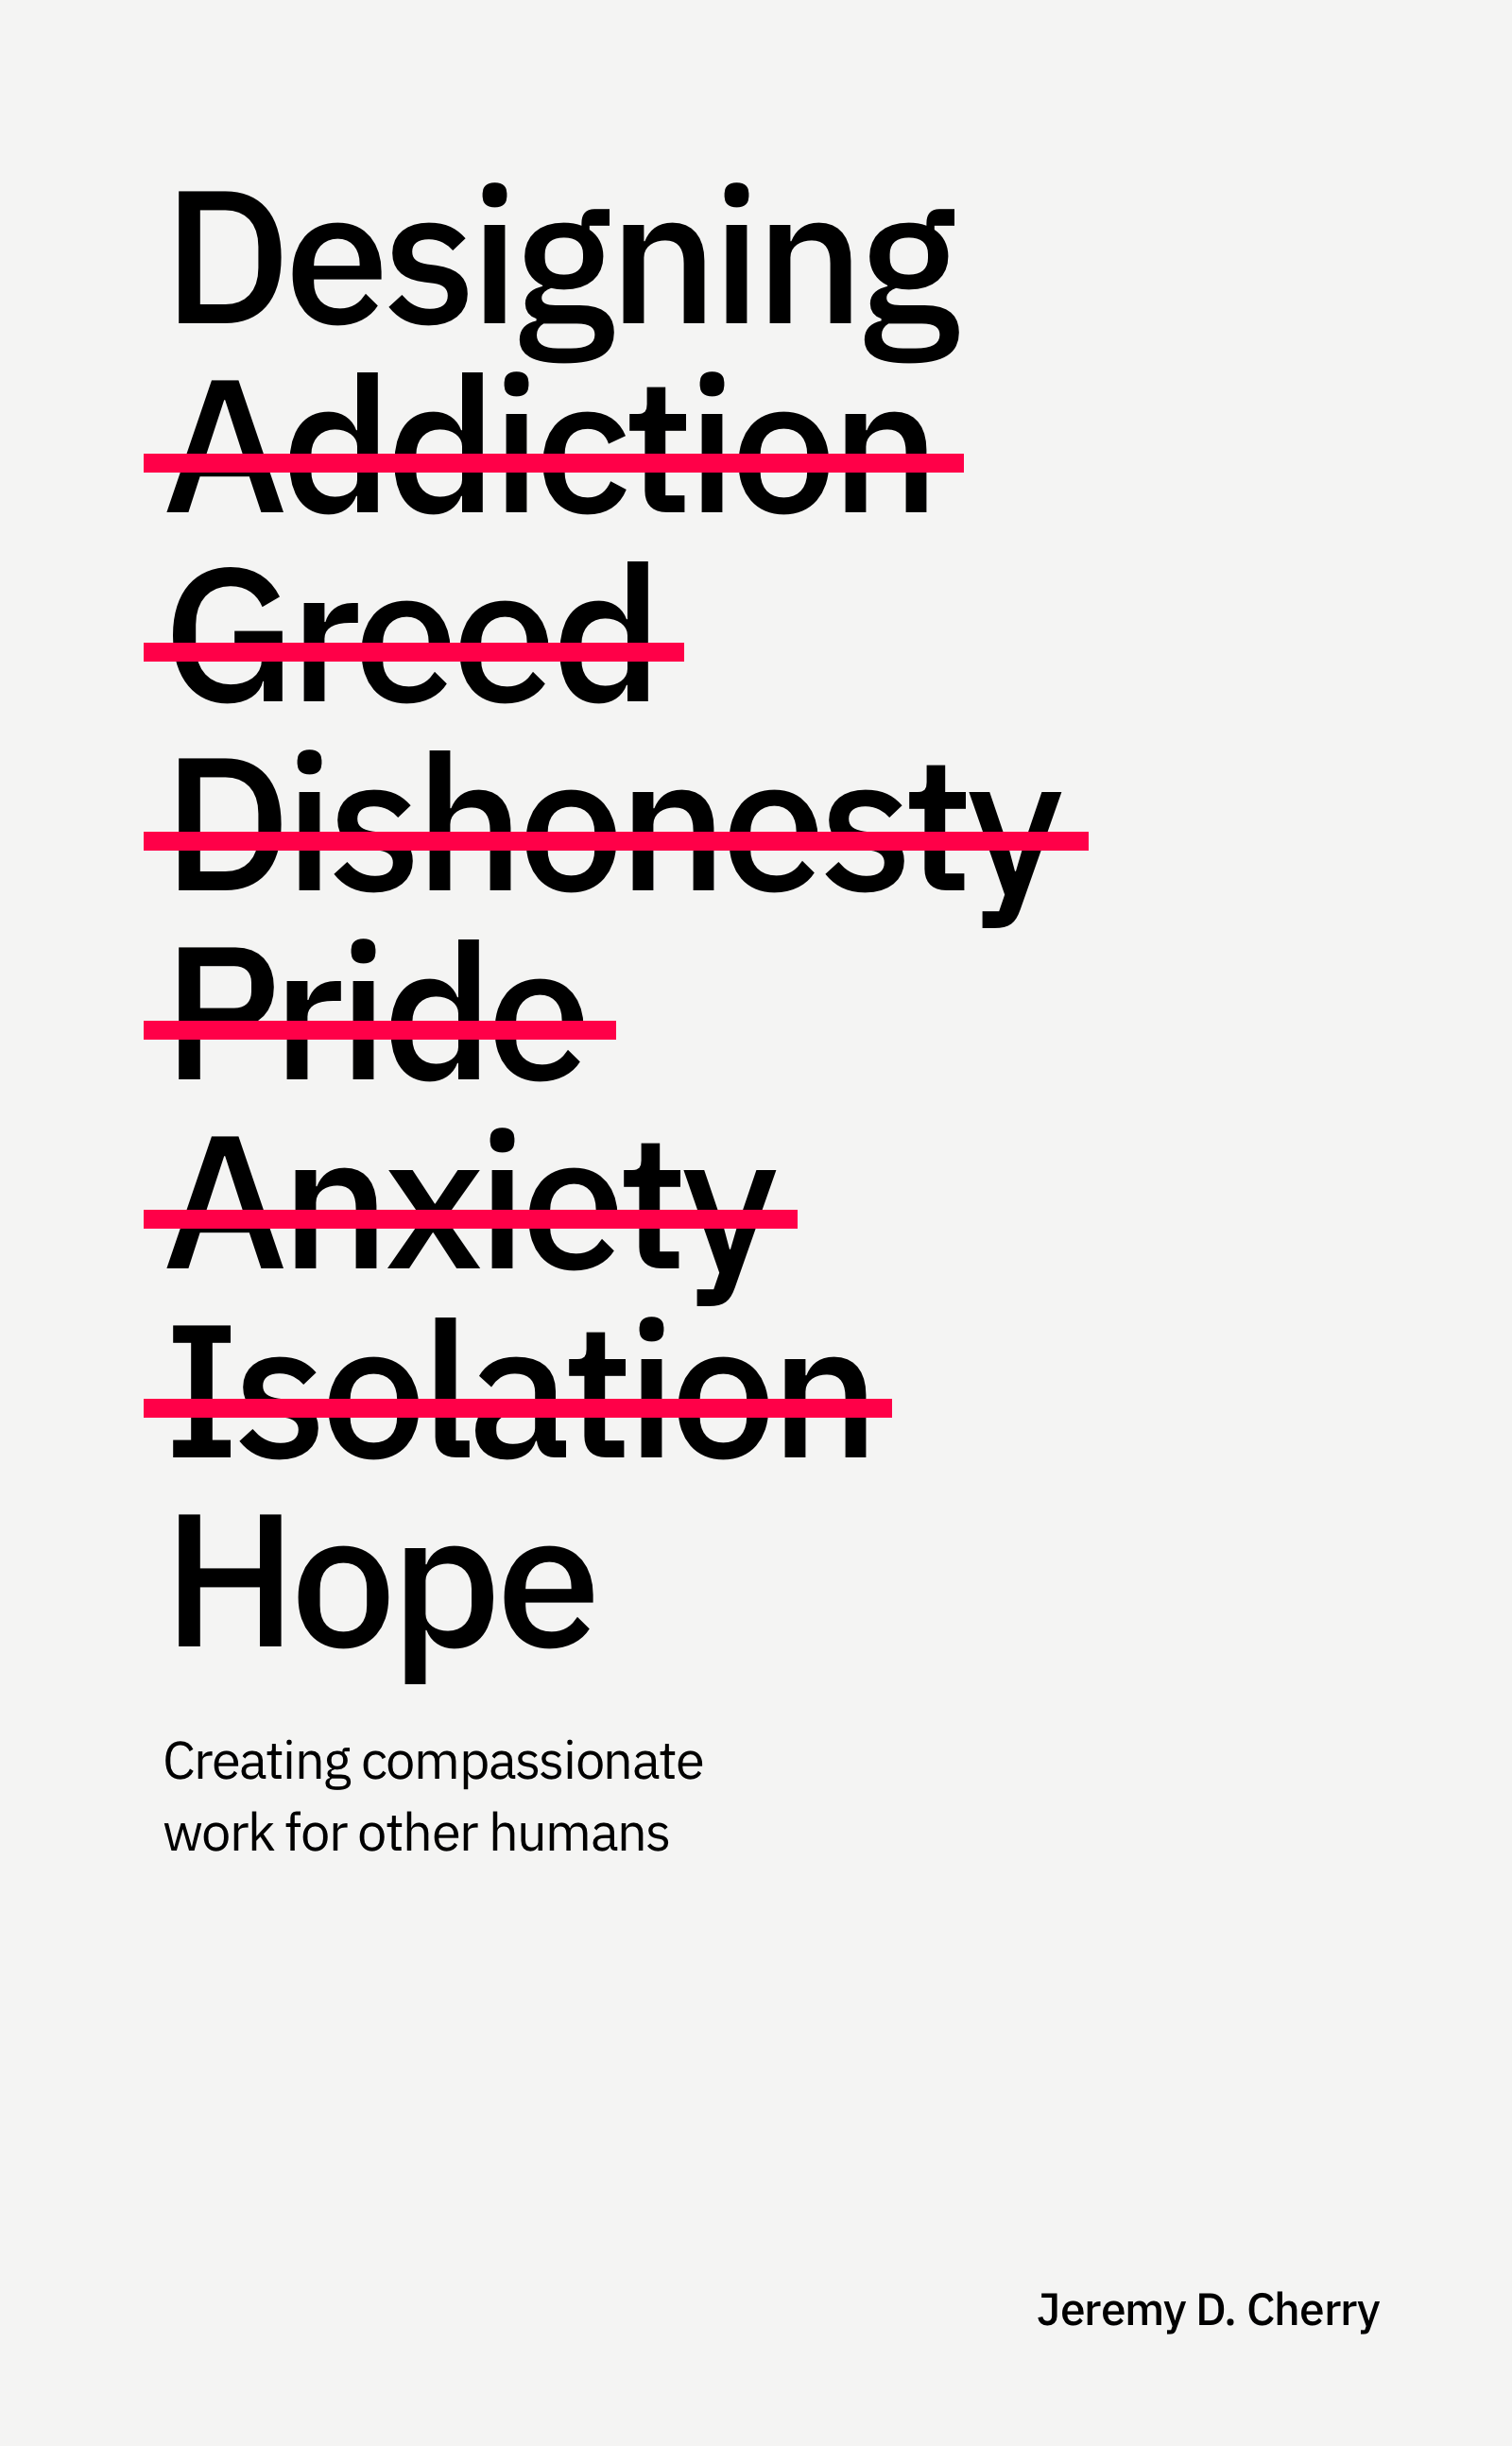 Designing
Addiction
Greed
Dishonesty
Pride
Anxiety
Isolation
Hope
Creating compassionate
work for other humans
Jeremy D. Cherry